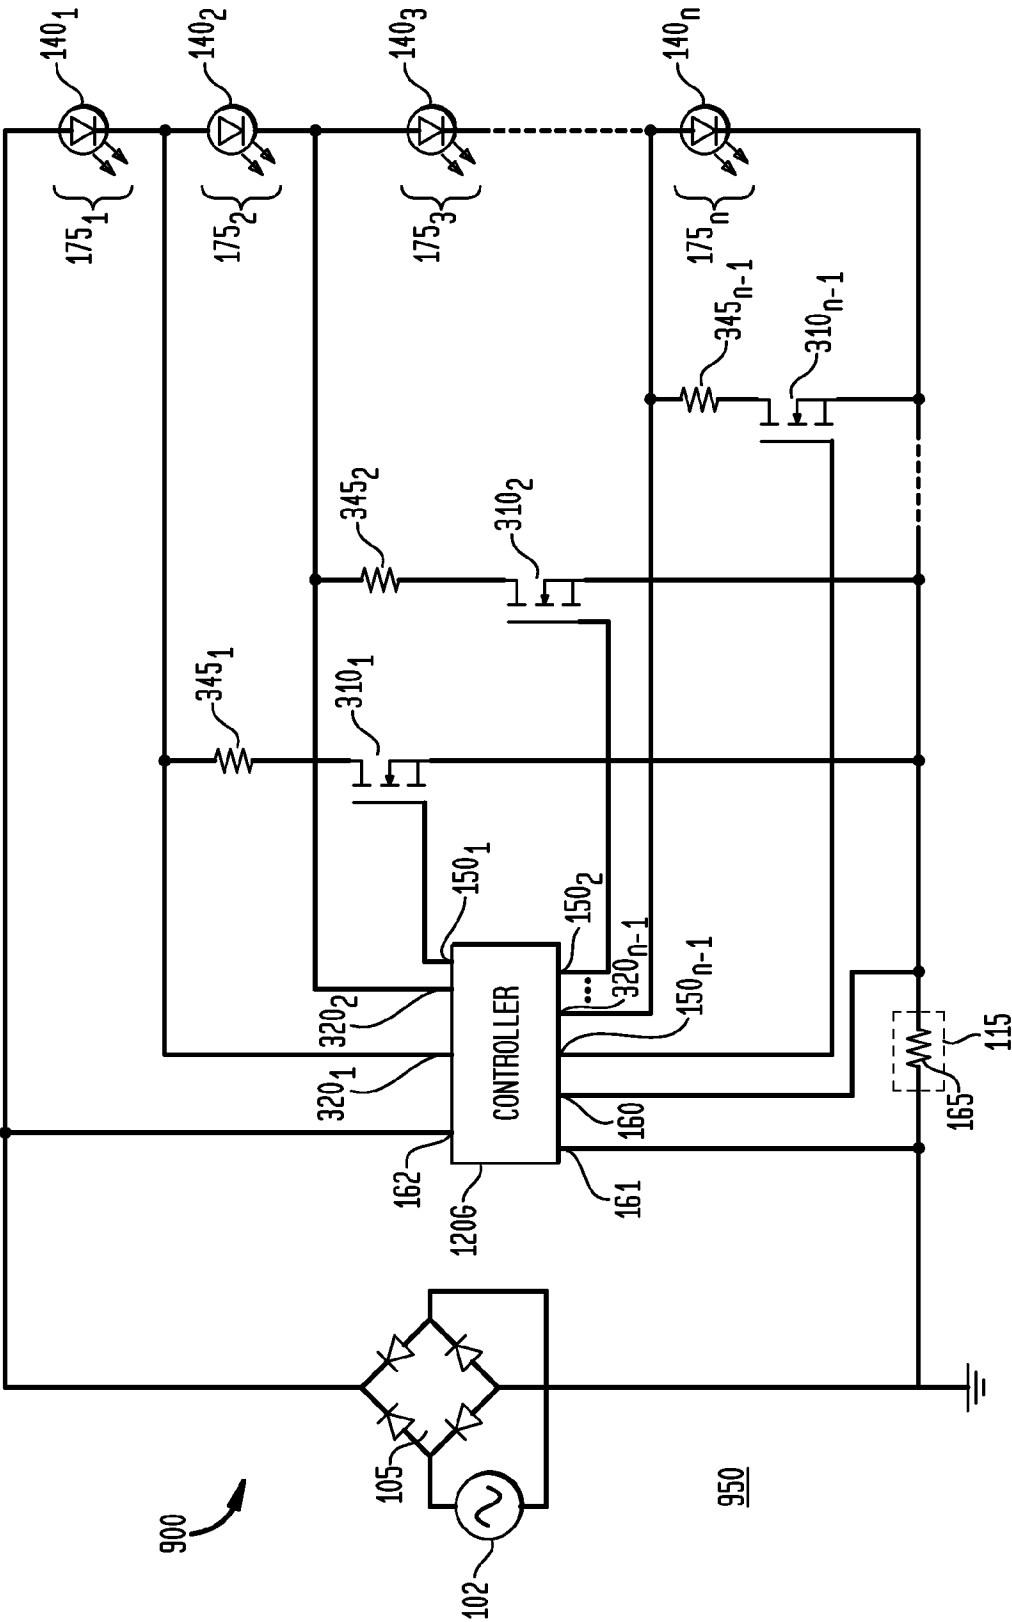 140₁
175₁
900
345₁
140₂
175₂
320₁
320₂
310₁
345₂
105
162
140₃
175₃
102
120G
150₁
CONTROLLER
310₂
150₂
161
160
320ₙ₋₁
150ₙ₋₁
140ₙ
175ₙ
950
345ₙ₋₁
310ₙ₋₁
165
115